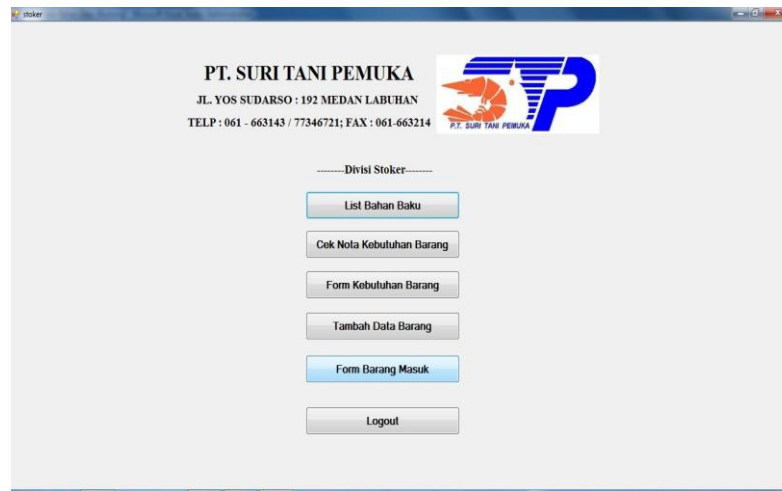 stoker
PT. SURI TANI PEMUKA
JL. YOS SUDARSO : 192 MEDAN LABUHAN
TELP : 061 - 663143 / 77346721; FAX : 061-663214
P.T. SURI TANI PEMUKA
--------Divisi Stoker--------
List Bahan Baku
Cek Nota Kebutuhan Barang
Form Kebutuhan Barang
Tambah Data Barang
Form Barang Masuk
Logout